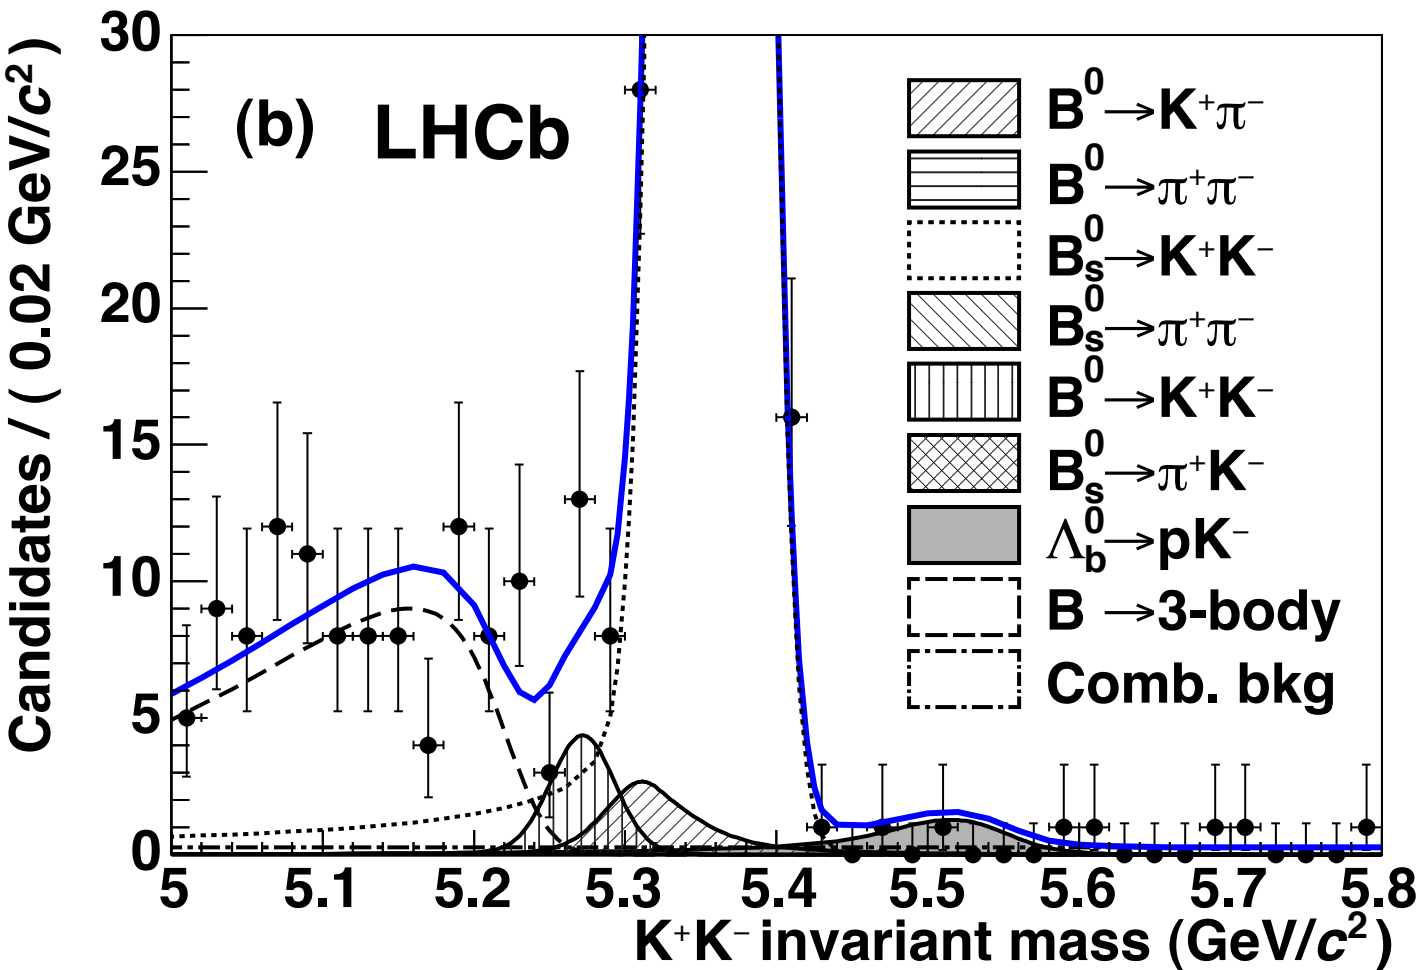 Candidates / ( 0.02 GeV/c²)
30
25
20
15
10
5
0
(b) LHCb
B⁰→K⁺π⁻
B⁰→π⁺π⁻
B⁰ₛ→K⁺K⁻
B⁰ₛ→π⁺π⁻
B⁰→K⁺K⁻
B⁰ₛ→π⁺K⁻
Λ⁰b→pK⁻
B →3-body
Comb. bkg
5 5.1 5.2 5.3 5.4 5.5 5.6 5.7 5.8
K⁺K⁻ invariant mass (GeV/c²)